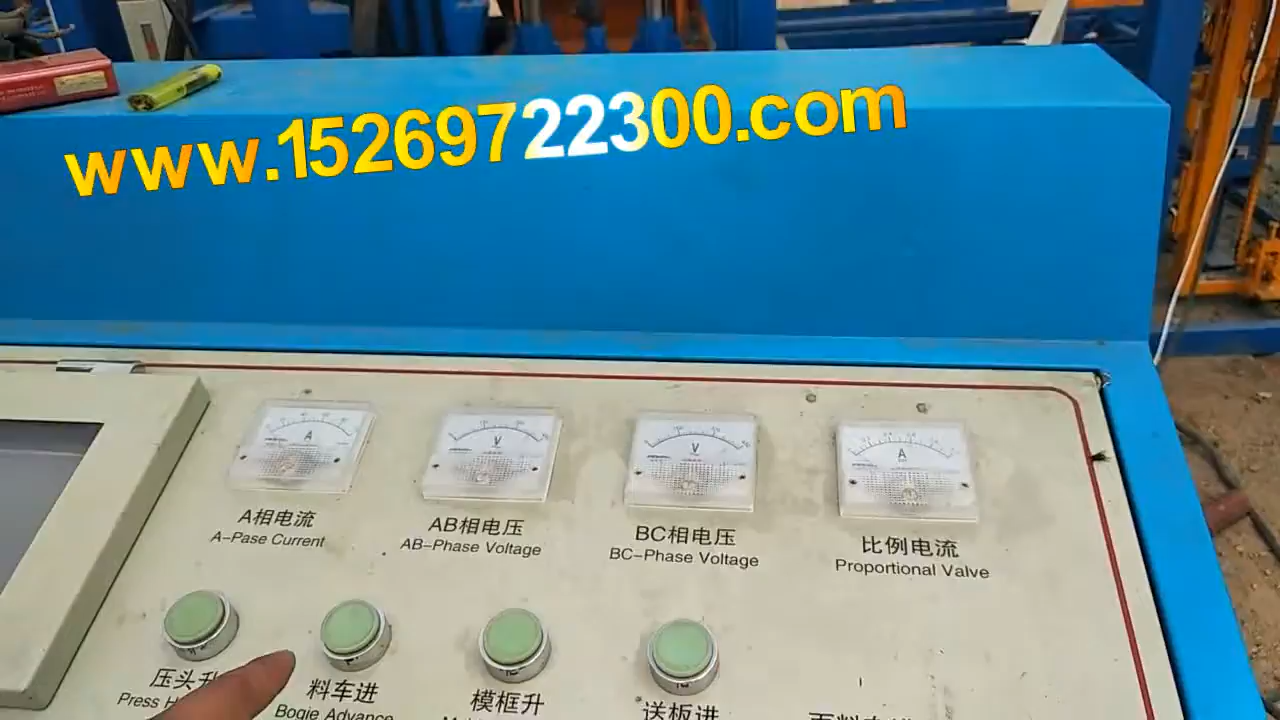 www.15269722300.com
A
V
V
A
A相电流
A-Pase Current
AB相电压
AB-Phase Voltage
BC相电压
BC-Phase Voltage
比例电流
Proportional Valve
压头升
Press
料车进
Bogie Advance
模框升
送板进